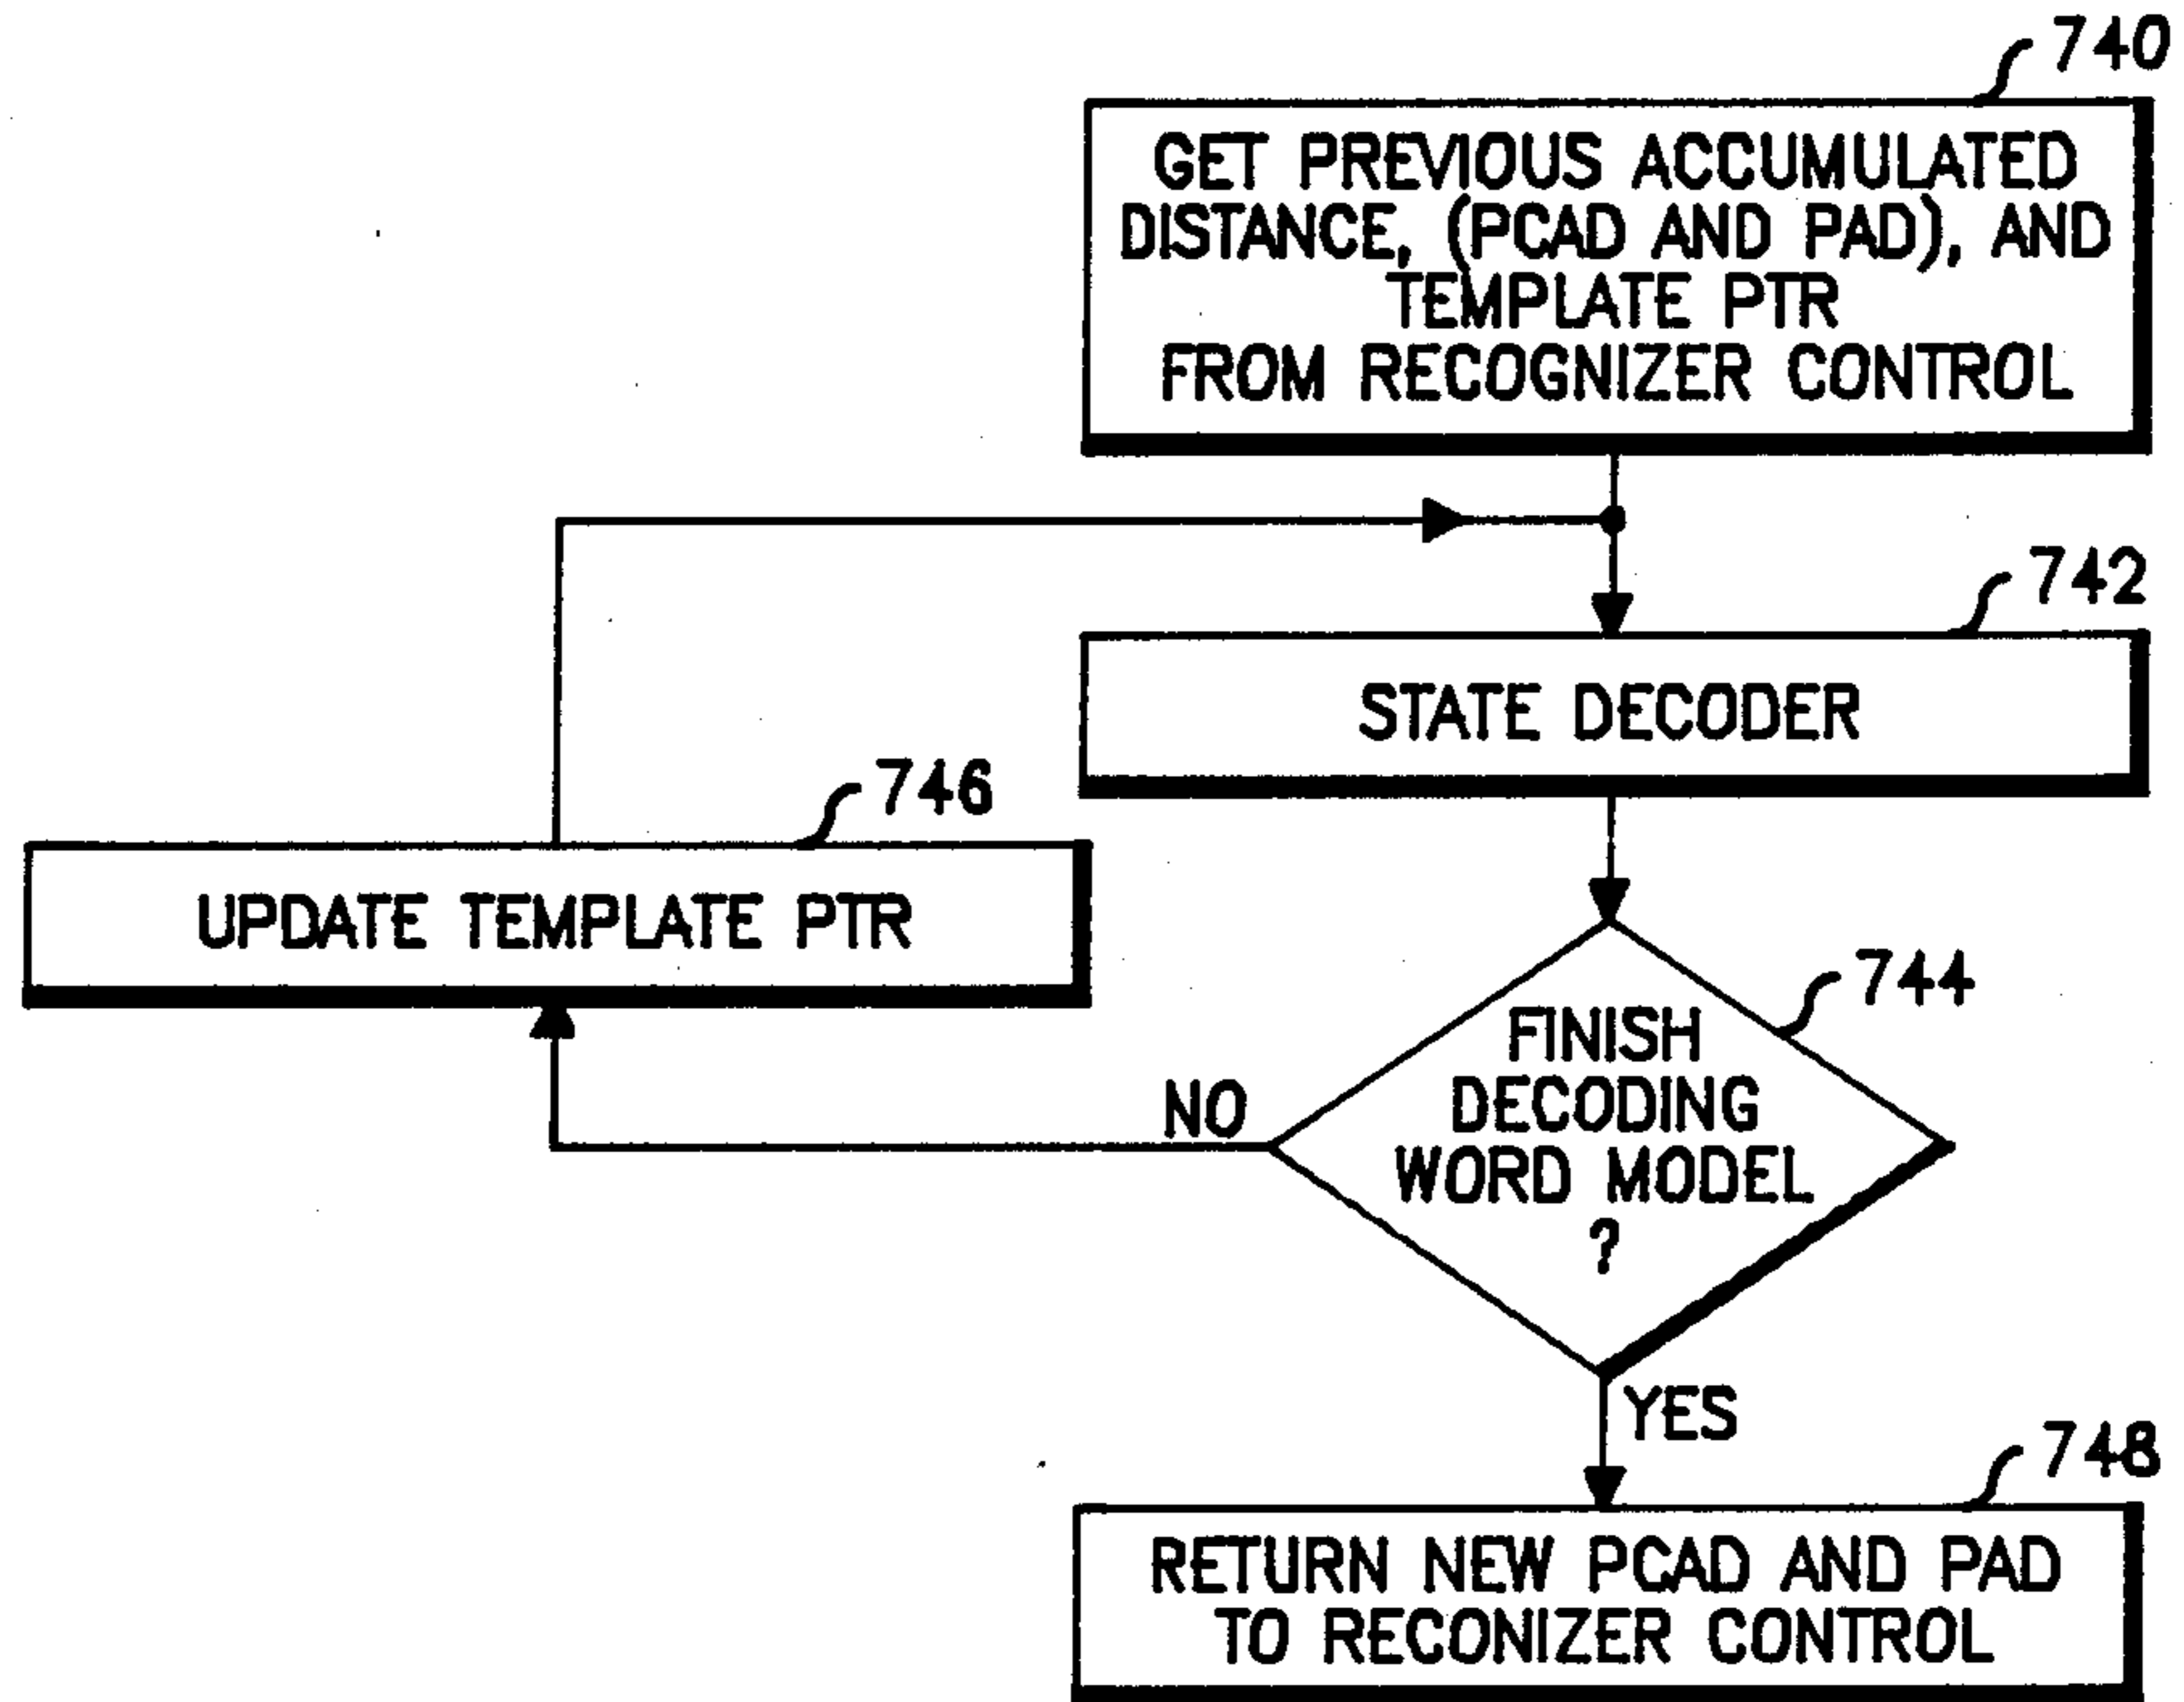 740
GET PREVIOUS ACCUMULATED
DISTANCE, (PCAD AND PAD), AND
TEMPLATE PTR
FROM RECOGNIZER CONTROL
742
STATE DECODER
746
UPDATE TEMPLATE PTR
744
FINISH
DECODING
WORD MODEL
?
NO
YES
748
RETURN NEW PCAD AND PAD
TO RECONIZER CONTROL